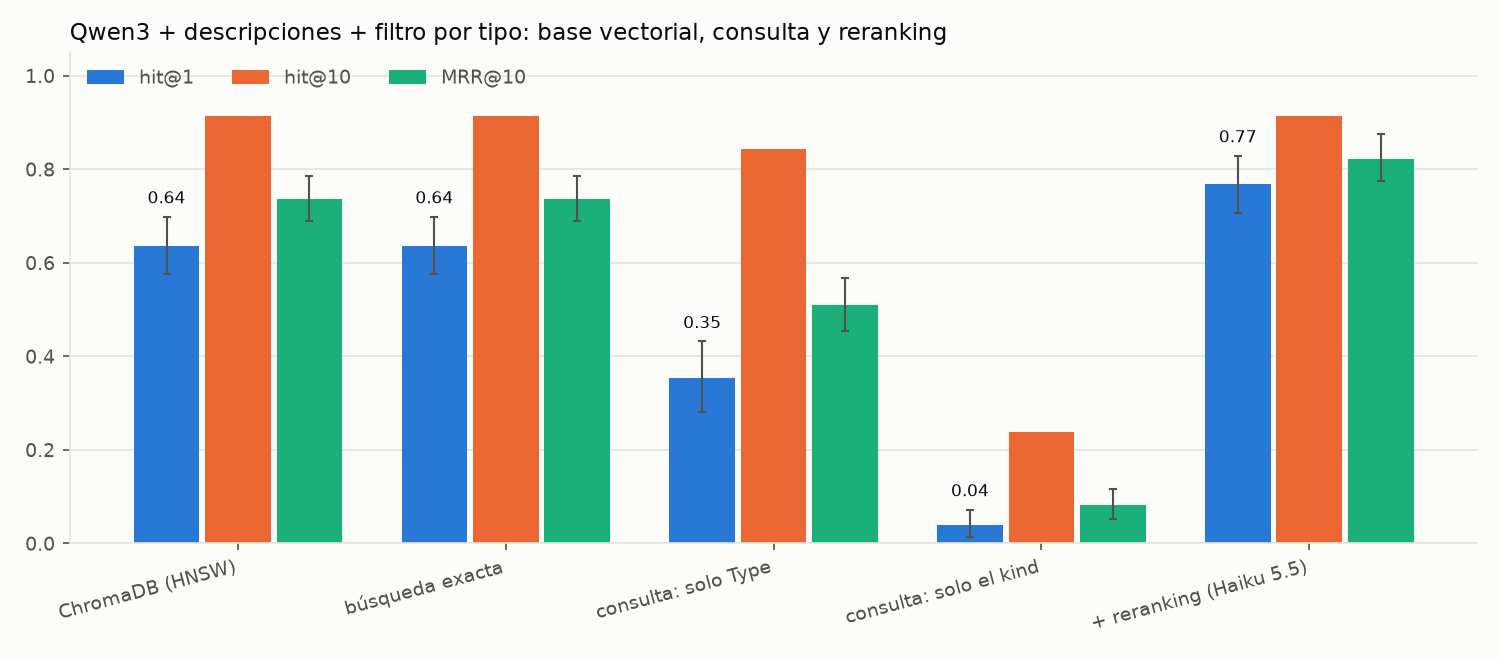 Qwen3 + descripciones + filtro por tipo: base vectorial, consulta y reranking
hit@1 hit@10 MRR@10
1.0
0.8
0.6
0.4
0.2
0.0
0.64
0.64
0.35
0.04
0.77
ChromaDB (HNSW)
búsqueda exacta
consulta: solo Type
consulta: solo el kind
+ reranking (Haiku 5.5)